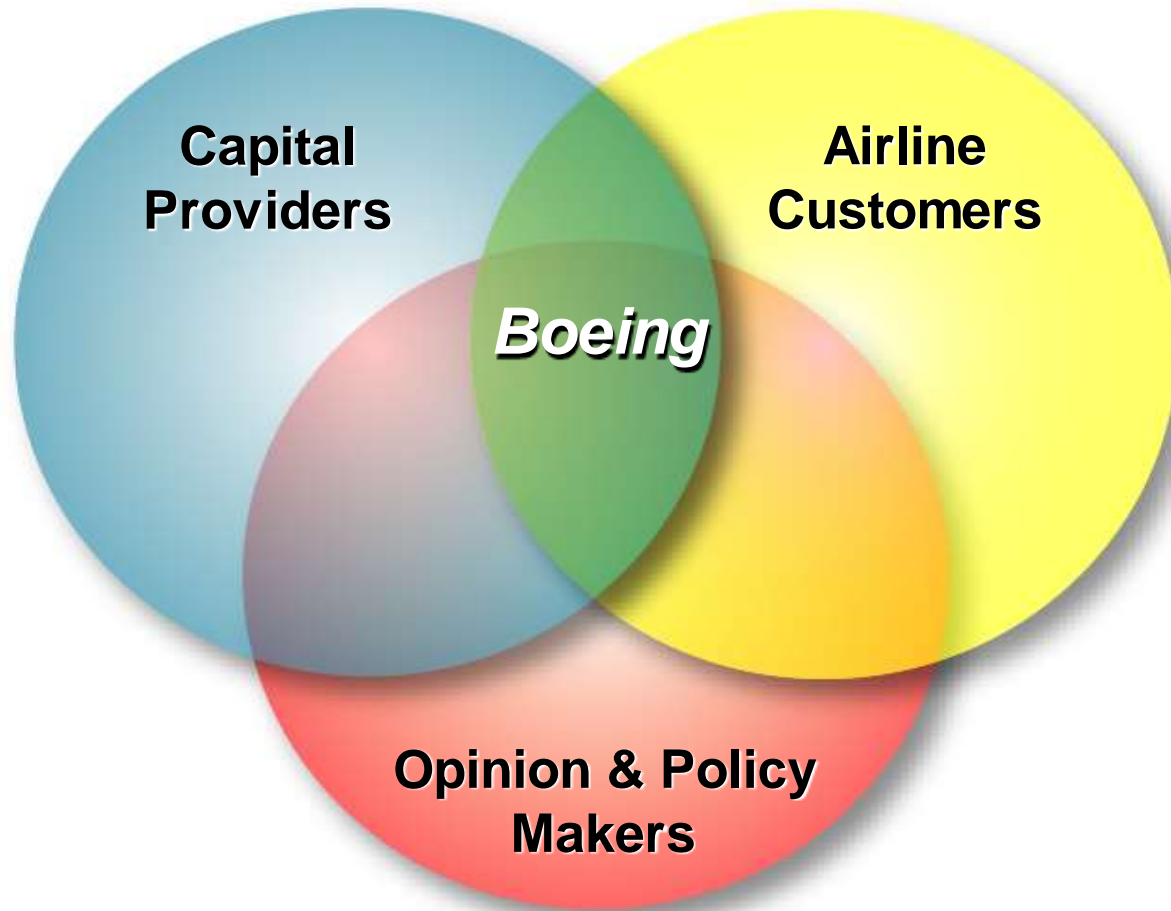 Capital
Providers
Airline
Customers
Boeing
Opinion & Policy
Makers